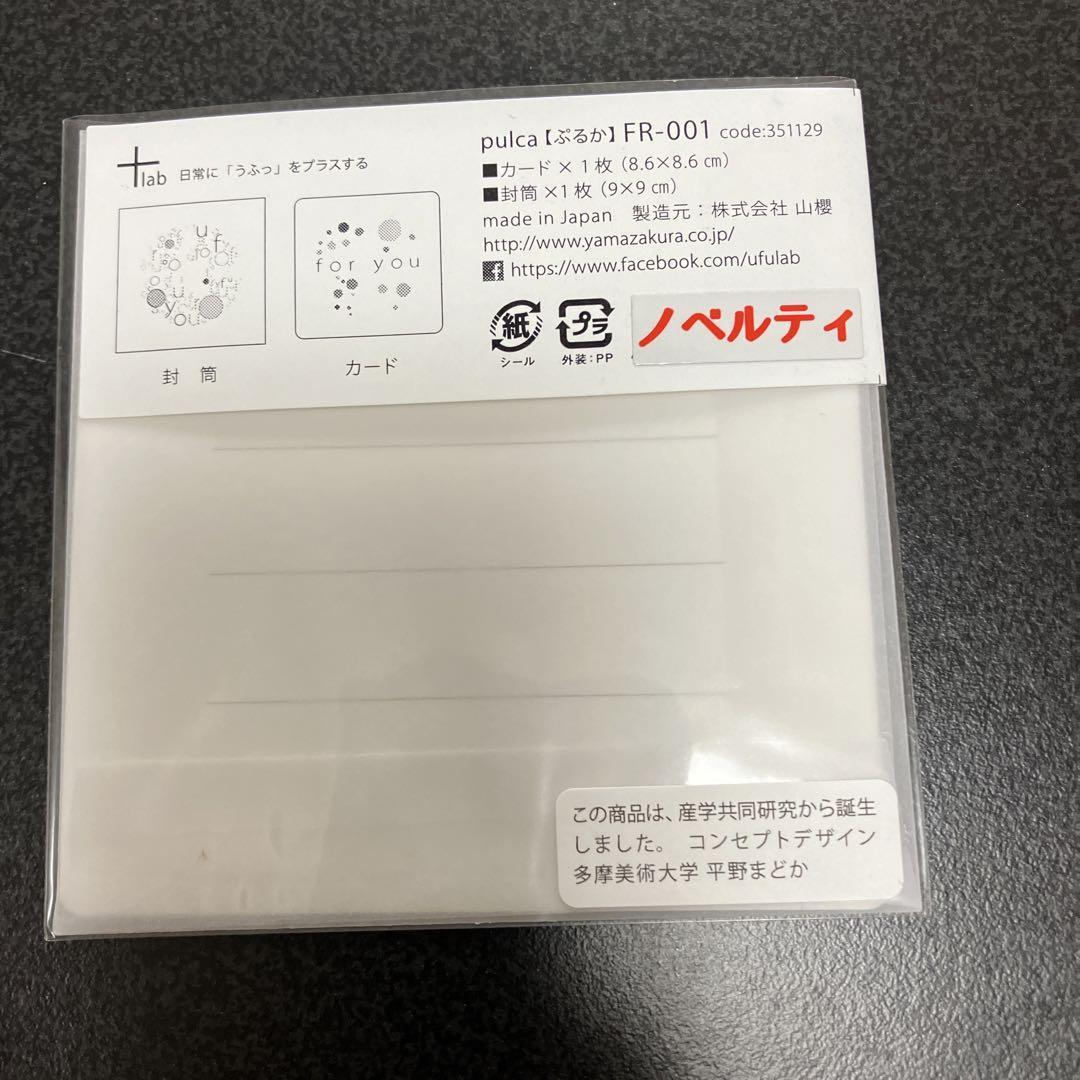 +lab 日常に「うふっ」をプラスする
for you
封 筒
カード
pulca【ぷるか】FR-001 code:351129
■カード×1枚（8.6×8.6㎝）
■封筒×1枚（9×9㎝）
made in Japan 製造元：株式会社 山櫻
http://www.yamazakura.co.jp/
https://www.facebook.com/ufulab
紙
シール
プラ
外装：PP
ノベルティ
この商品は、産学共同研究から誕生
しました。 コンセプトデザイン
多摩美術大学 平野まどか